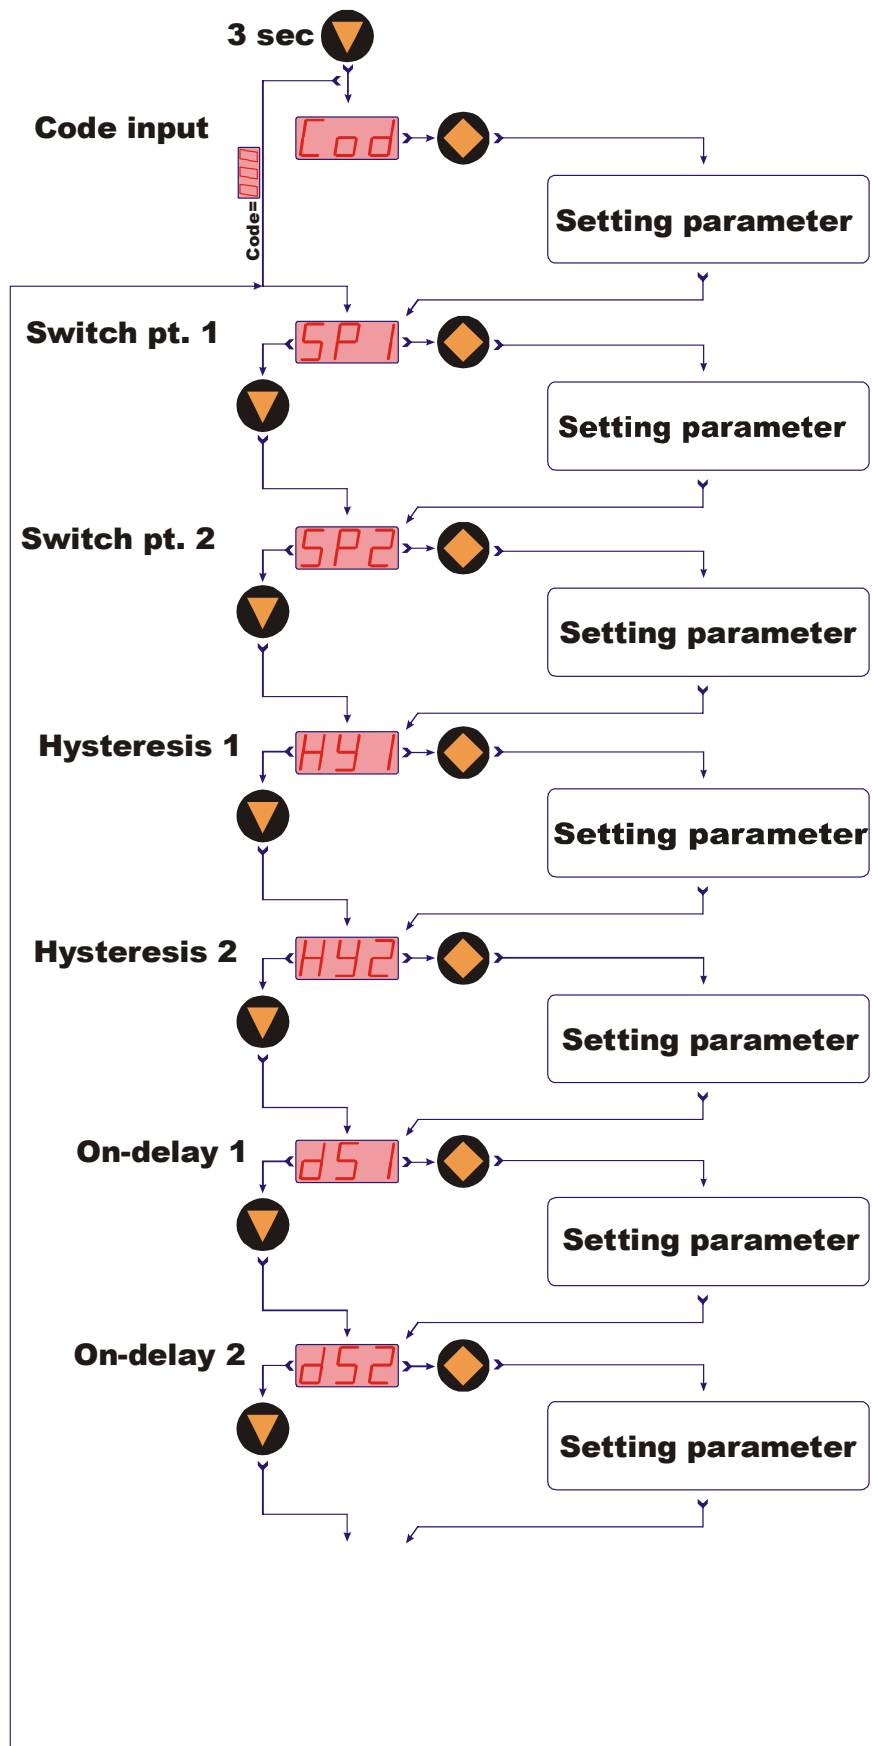 3 sec
Code input
Cod
Code=000
Setting parameter
Switch pt. 1
SP1
Setting parameter
Switch pt. 2
SP2
Setting parameter
Hysteresis 1
HY1
Setting parameter
Hysteresis 2
HY2
Setting parameter
On-delay 1
dS1
Setting parameter
On-delay 2
dS2
Setting parameter